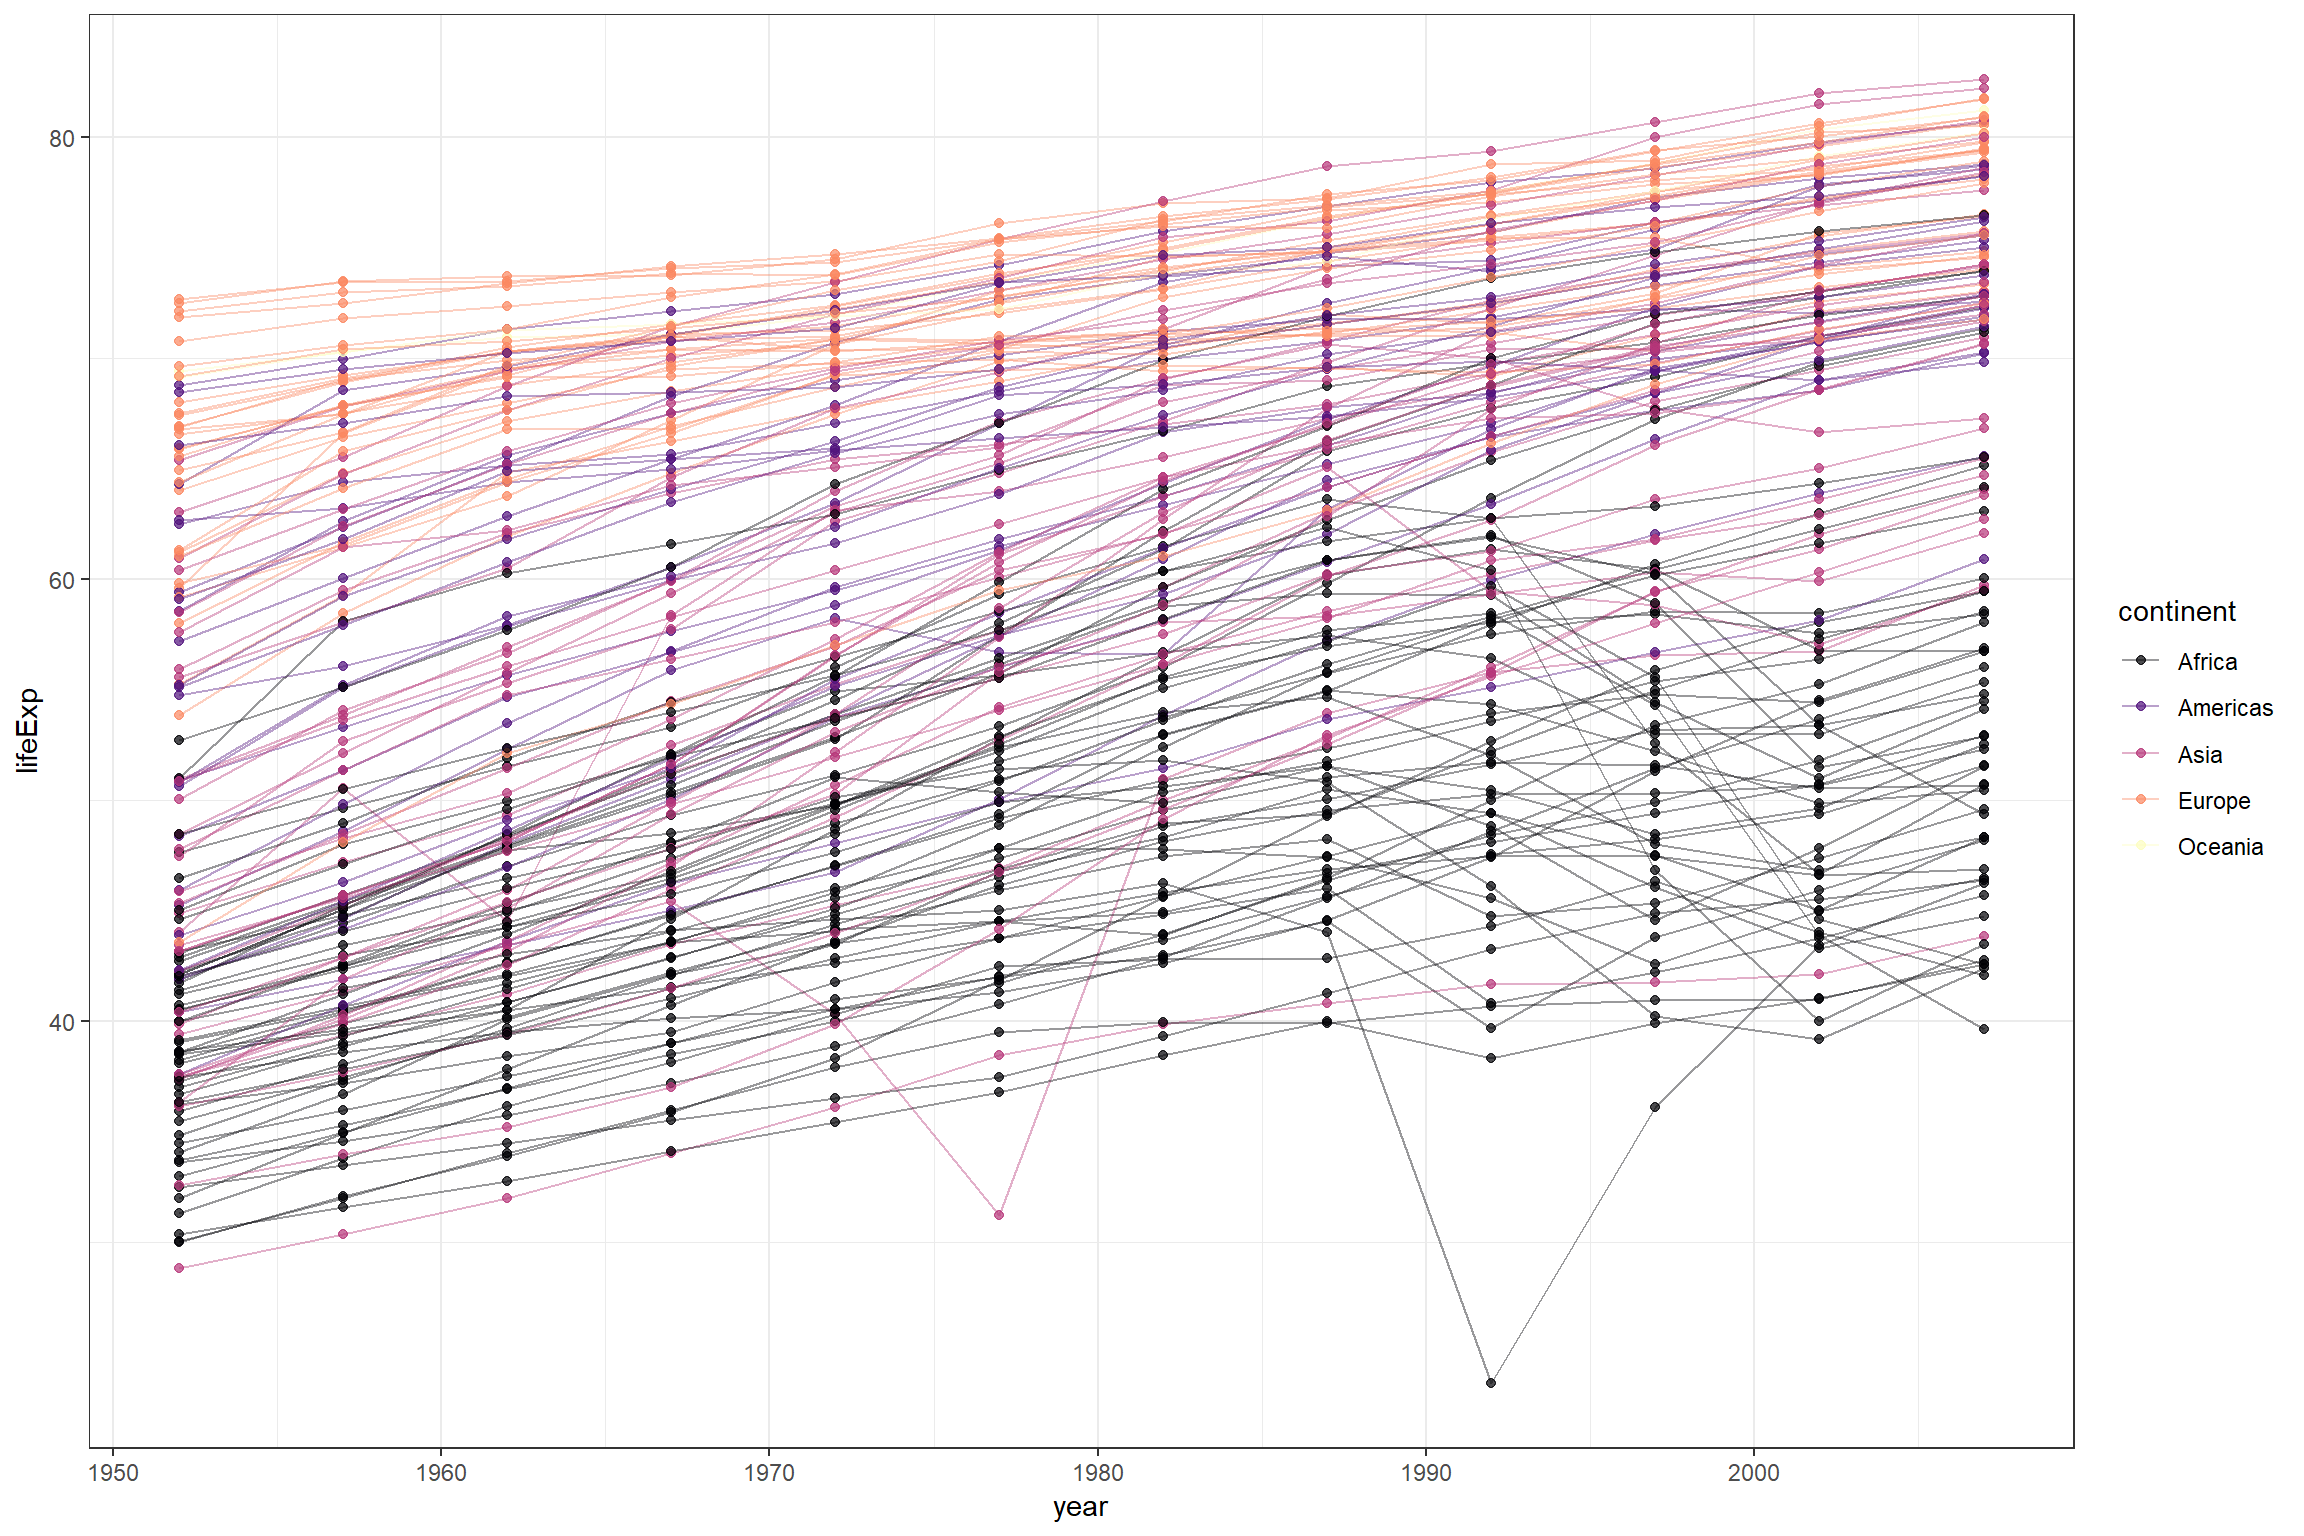 80
60
40
lifeExp
1950 1960 1970 1980 1990 2000
year
continent
Africa
Americas
Asia
Europe
Oceania